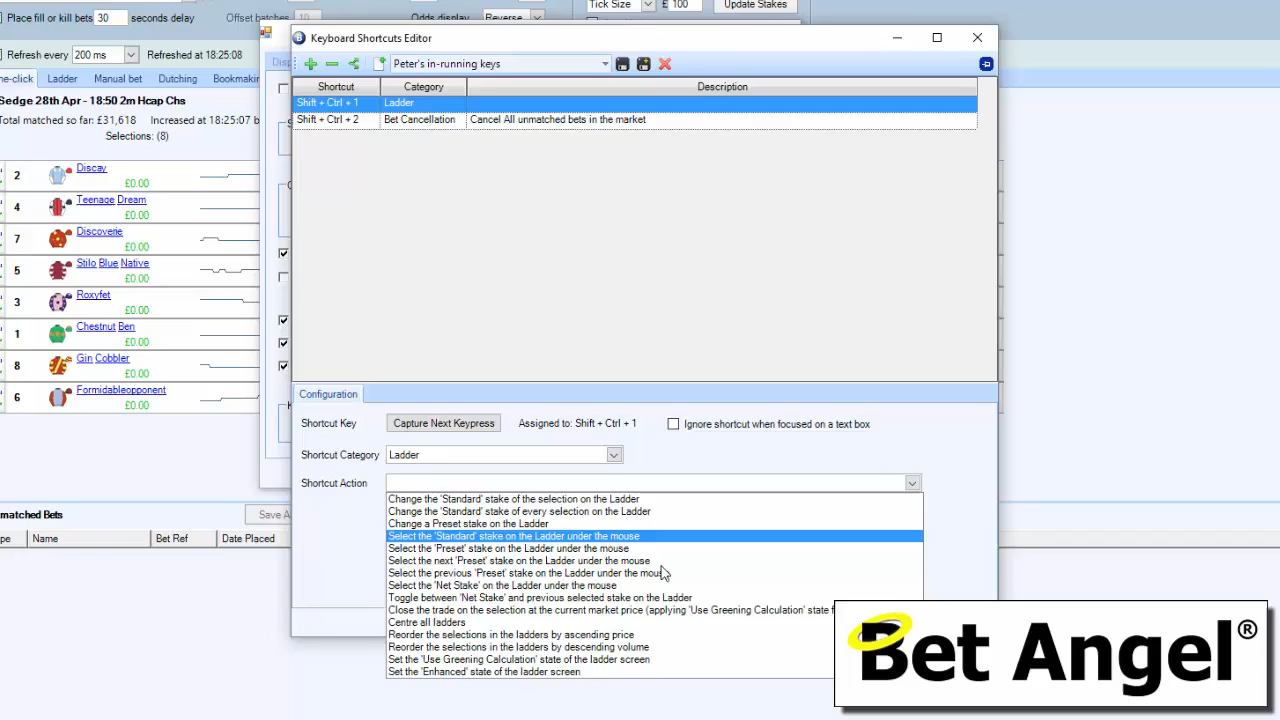 Place fill or kill bets 30 seconds delay Offset batches 10 Odds display Reverse Tick Size £ 100 Update Stakes
Refresh every 200 ms Refreshed at 18:25:08
Ladder Manual bet Dutching Bookmaking
Sedge 28th Apr - 18:50 2m Hcap Chs
Total matched so far: £31,618 Increased at 18:25:07 b
Selections: (8)
2 Discay
£0.00
4 Teenage Dream
£0.00
7 Discoverie
£0.00
5 Stilo Blue Native
£0.00
3 Roxyfet
£0.00
1 Chestnut Ben
£0.00
8 Gin Cobbler
£0.00
6 Formidableopponent
£0.00
matched Bets Save A
pe Name Bet Ref Date Placed
Keyboard Shortcuts Editor
Peter's in-running keys
Shortcut Category Description
Shift + Ctrl + 1 Ladder
Shift + Ctrl + 2 Bet Cancellation Cancel All unmatched bets in the market
Configuration
Shortcut Key Capture Next Keypress Assigned to: Shift + Ctrl + 1 Ignore shortcut when focused on a text box
Shortcut Category Ladder
Shortcut Action
Change the 'Standard' stake of the selection on the Ladder
Change the 'Standard' stake of every selection on the Ladder
Change a Preset stake on the Ladder
Select the 'Standard' stake on the Ladder under the mouse
Select the 'Preset' stake on the Ladder under the mouse
Select the next 'Preset' stake on the Ladder under the mouse
Select the previous 'Preset' stake on the Ladder under the mouse
Select the 'Net Stake' on the Ladder under the mouse
Toggle between 'Net Stake' and previous selected stake on the Ladder
Close the trade on the selection at the current market price (applying 'Use Greening Calculation' state f
Centre all ladders
Reorder the selections in the ladders by ascending price
Reorder the selections in the ladders by descending volume
Set the 'Use Greening Calculation' state of the ladder screen
Set the 'Enhanced' state of the ladder screen
Bet Angel®